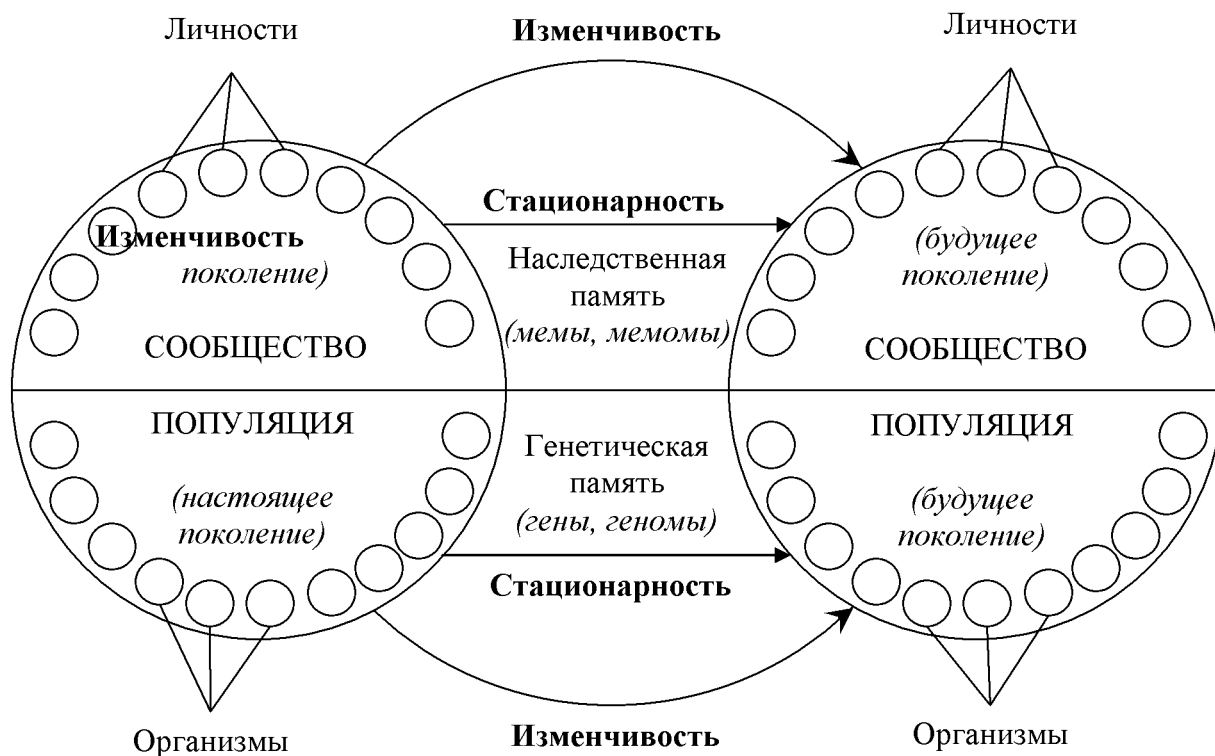 Личности
Изменчивость
Личности
Стационарность
Изменчивость
поколение)
(будущее
поколение)
Наследственная
память
(мемы, мемомы)
СООБЩЕСТВО
СООБЩЕСТВО
ПОПУЛЯЦИЯ
ПОПУЛЯЦИЯ
Генетическая
память
(гены, геномы)
(настоящее
поколение)
(будущее
поколение)
Стационарность
Организмы
Изменчивость
Организмы